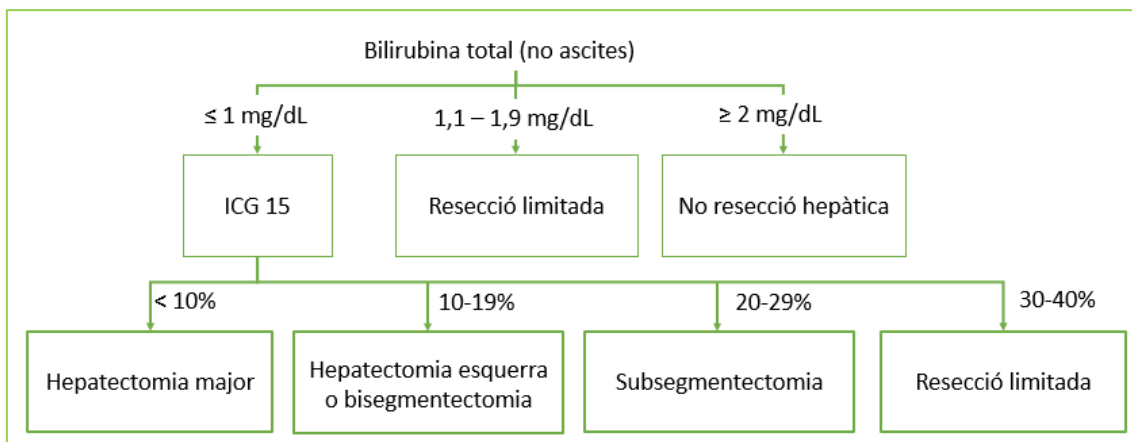 Bilirubina total (no ascites)
≤ 1 mg/dL
1,1 – 1,9 mg/dL
≥ 2 mg/dL
ICG 15
Resecció limitada
No resecció hepàtica
< 10%
10-19%
20-29%
30-40%
Hepatectomia major
Hepatectomia esquerra
o bisegmentectomia
Subsegmentectomia
Resecció limitada